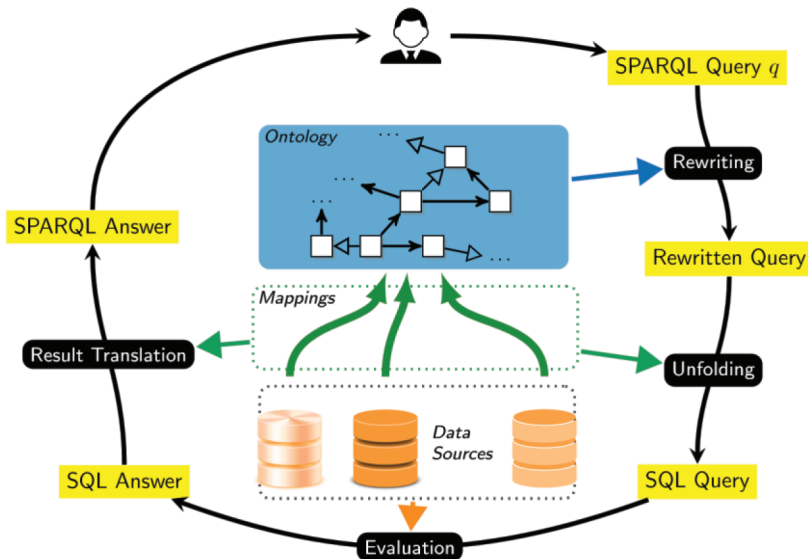 SPARQL Query q
Ontology
...
Rewriting
...
...
SPARQL Answer
...
Rewritten Query
Mappings
Result Translation
Unfolding
Data
Sources
SQL Answer
SQL Query
Evaluation